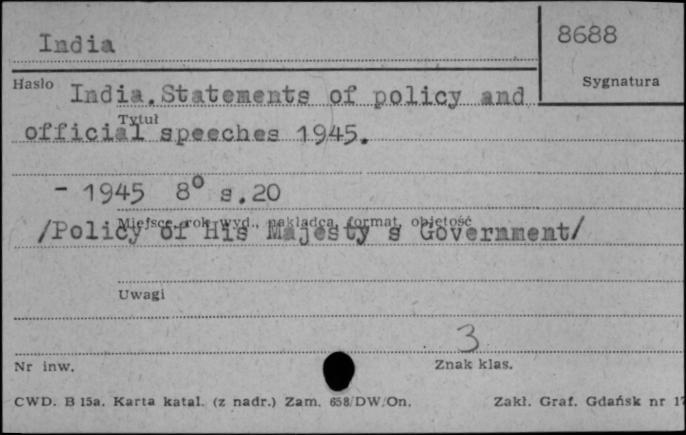 India
8688
Sygnatura
Hasło
India. Statements of policy and
Tytuł
official speeches 1945.
- 1945 8° s.20
Miejsce, rok wyd., nakładca, format, objętość
/Policy of His Majesty s Government/
Uwagi
3
Nr inw.
Znak klas.
CWD. B 15a. Karta katal. (z nadr.) Zam. 658/DW/On.
Zakł. Graf. Gdańsk nr